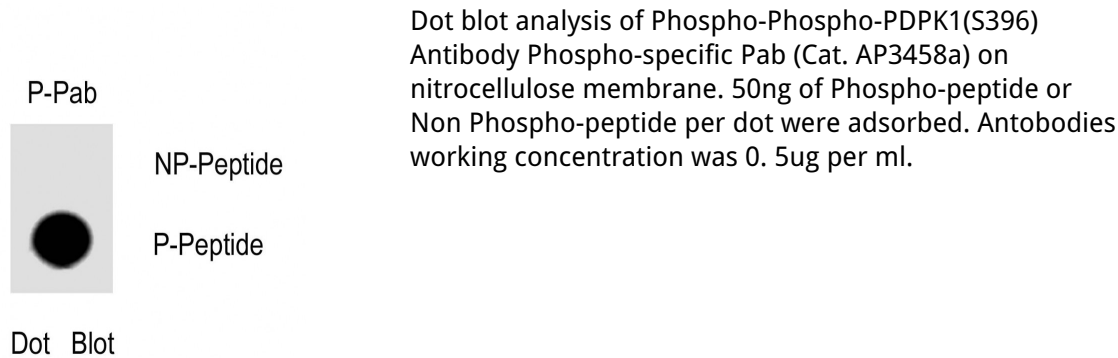 P-Pab
NP-Peptide
P-Peptide
Dot Blot
Dot blot analysis of Phospho-Phospho-PDPK1(S396)
Antibody Phospho-specific Pab (Cat. AP3458a) on
nitrocellulose membrane. 50ng of Phospho-peptide or
Non Phospho-peptide per dot were adsorbed. Antobodies
working concentration was 0. 5ug per ml.